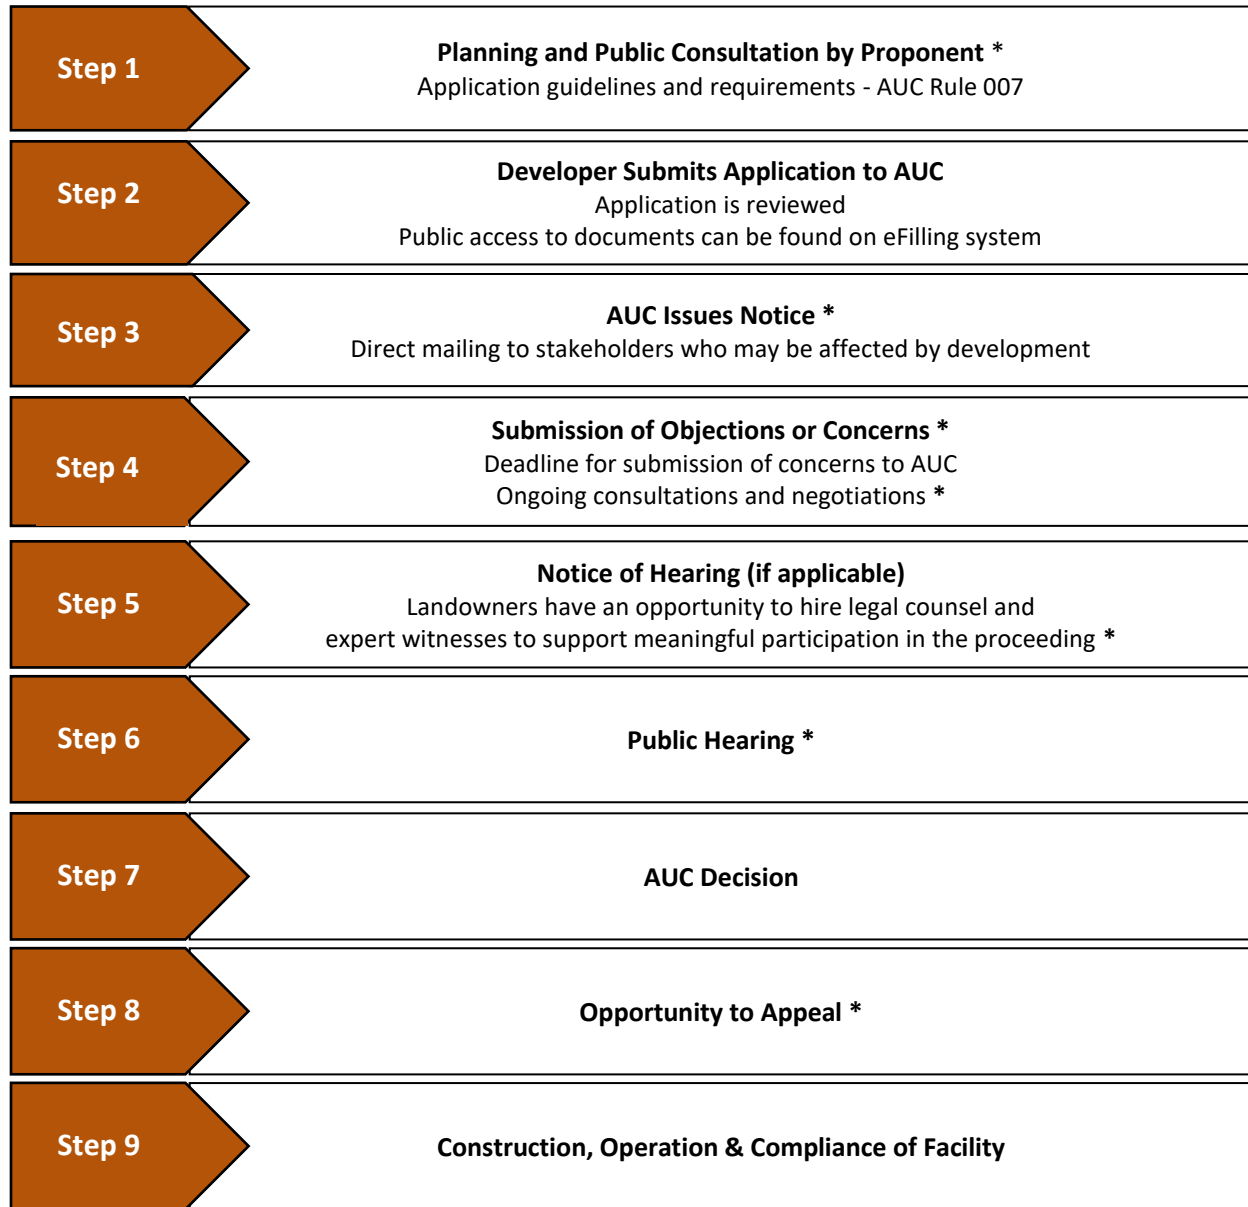 Step 1
Planning and Public Consultation by Proponent *
Application guidelines and requirements - AUC Rule 007
Step 2
Developer Submits Application to AUC
Application is reviewed
Public access to documents can be found on eFilling system
Step 3
AUC Issues Notice *
Direct mailing to stakeholders who may be affected by development
Step 4
Submission of Objections or Concerns *
Deadline for submission of concerns to AUC
Ongoing consultations and negotiations *
Step 5
Notice of Hearing (if applicable)
Landowners have an opportunity to hire legal counsel and
expert witnesses to support meaningful participation in the proceeding *
Step 6
Public Hearing *
Step 7
AUC Decision
Step 8
Opportunity to Appeal *
Step 9
Construction, Operation & Compliance of Facility